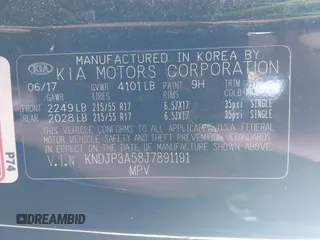 MANUFACTURED IN KOREA BY
KIA KIA MOTORS CORPORATION
06/17 GVWR 4101LB PAINT 9H
GAWR TIRES RIMS COLD
FRONT 2249LB 215/55 R17 6.5JX17 35psi SINGLE
REAR 2028LB 215/55 R17 6.5JX17 35psi SINGLE
THIS VEHICLE CONFORMS TO ALL APPLICABLE U.S.A FEDERAL
MOTOR VEHICLE SAFETY AND THEFT PREVENTION STANDARDS
IN EFFECT ON THE DATE OF MANUFACTURE SHOWN ABOVE.
V.I.N KNDJP3A58J7891191
MPV
P74
©DREAMBID